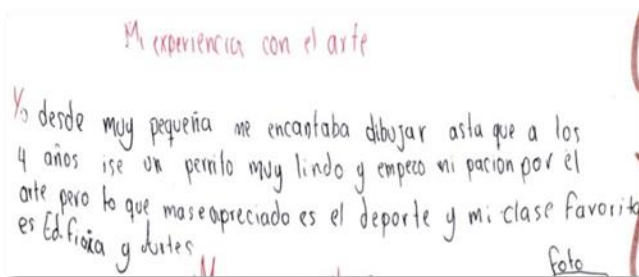 Mi experiencia con el arte
Yo desde muy pequeña me encantaba dibujar asta que a los
4 años ise un perrito muy lindo y empezo mi pacion por el
arte pero lo que mas e apreciado es el deporte y mi clase favorita
es Ed. fisica y Artes
foto